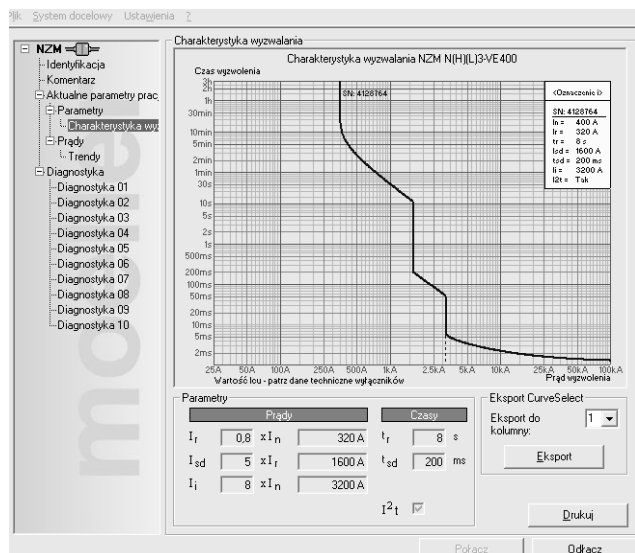 Plik System docelowy Ustawienia ?
NZM
Identyfikacja
Komentarz
Aktualne parametry prac
Parametry
Charakterystyka wyz
Prądy
Trendy
Diagnostyka
Diagnostyka 01
Diagnostyka 02
Diagnostyka 03
Diagnostyka 04
Diagnostyka 05
Diagnostyka 06
Diagnostyka 07
Diagnostyka 08
Diagnostyka 09
Diagnostyka 10
moeller
Charakterystyka wyzwalania
Charakterystyka wyzwalania NZM N(H)(L)3-VE400
Czas wyzwolenia
3h
2h
1h
30min
10min
5min
2min
1min
30s
10s
5s
2s
1s
500ms
200ms
100ms
50ms
20ms
10ms
5ms
2ms
SN: 4128764
<Oznaczenie i>
SN: 4128764
In = 400 A
Ir = 320 A
tr = 8 s
Isd = 1600 A
tsd = 200 ms
Ii = 3200 A
I2t = Tak
25A 50A 100A 250A 500A 1kA 2.5kA 5kA 10kA 25kA 50kA 100kA
Wartość Icu - patrz dane techniczne wyłączników Prąd wyzwolenia
Parametry
Prądy Czasy
Ir 0,8 x In 320 A tr 8 s
Isd 5 x Ir 1600 A tsd 200 ms
Ii 8 x In 3200 A
I²t
Eksport CurveSelect
Eksport do kolumny: 1
Eksport
Drukuj
Połącz Odłącz